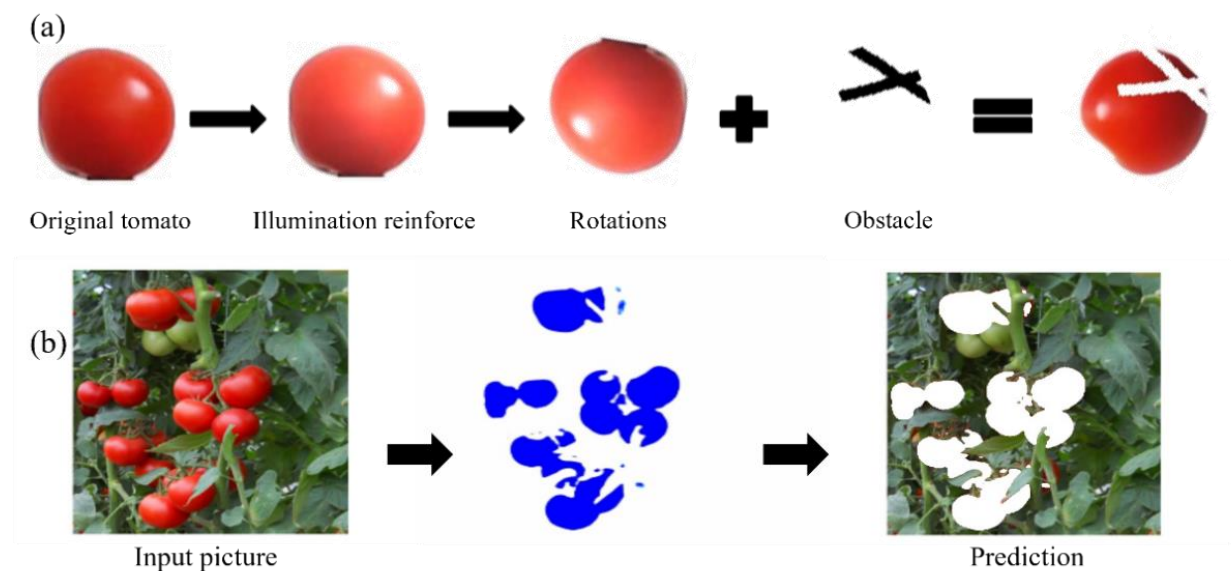 (a)
Original tomato
Illumination reinforce
Rotations
Obstacle
(b)
Input picture
Prediction